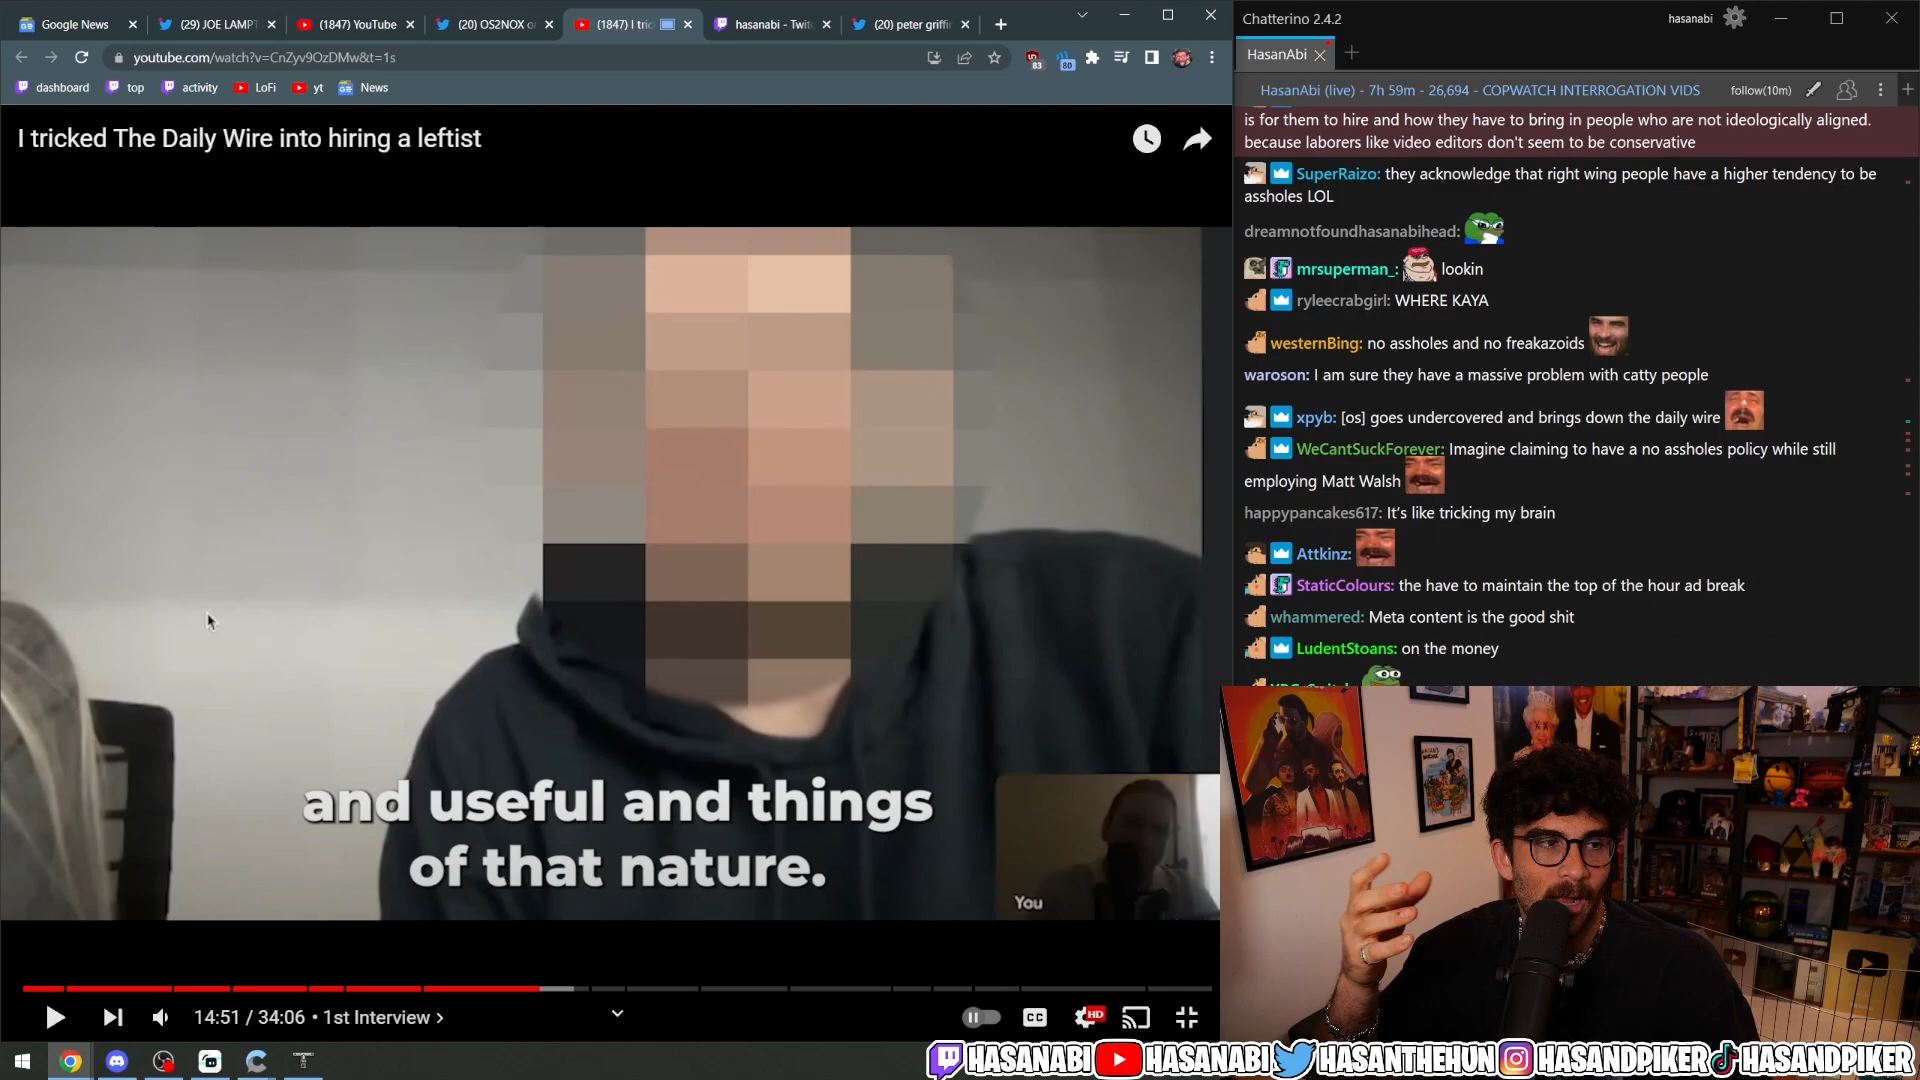 Google News
(29) JOE LAMPT
(1847) YouTube
(20) OS2NOX o
(1847) I tric
hasanabi - Twitc
(20) peter griffin
youtube.com/watch?v=CnZyv9OzDMw&t=1s
83
80
dashboard
top
activity
LoFi
yt
News
I tricked The Daily Wire into hiring a leftist
and useful and things
of that nature.
You
14:51 / 34:06 • 1st Interview
CC
HD
Chatterino 2.4.2
hasanabi
HasanAbi
HasanAbi (live) - 7h 59m - 26,694 - COPWATCH INTERROGATION VIDS
follow(10m)
is for them to hire and how they have to bring in people who are not ideologically aligned.
because laborers like video editors don't seem to be conservative
SuperRaizo: they acknowledge that right wing people have a higher tendency to be
assholes LOL
dreamnotfoundhasanabihead:
mrsuperman_: lookin
ryleecrabgirl: WHERE KAYA
westernBing: no assholes and no freakazoids
waroson: I am sure they have a massive problem with catty people
xpyb: [os] goes undercovered and brings down the daily wire
WeCantSuckForever: Imagine claiming to have a no assholes policy while still
employing Matt Walsh
happypancakes617: It's like tricking my brain
Attkinz:
StaticColours: the have to maintain the top of the hour ad break
whammered: Meta content is the good shit
LudentStoans: on the money
HASANABI
HASANABI
HASANTHEHUN
HASANDPIKER
HASANDPIKER